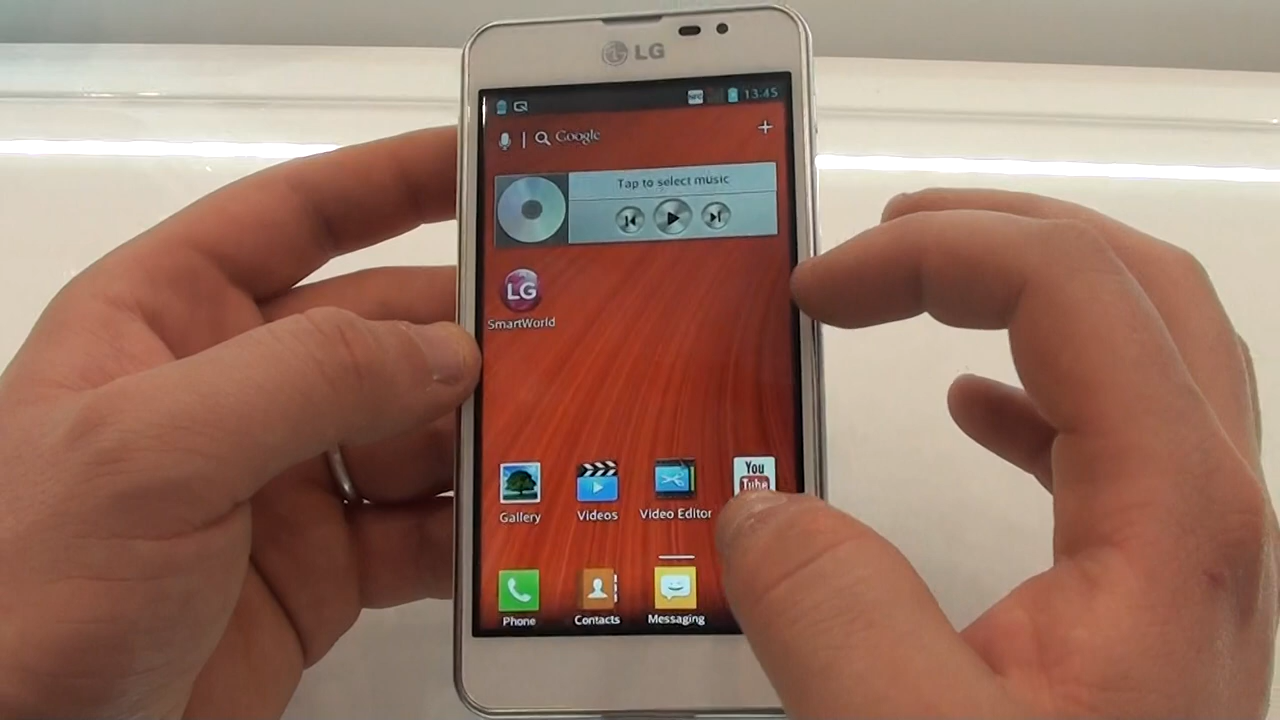 LG
NFC 13:45
Google
Tap to select music
LG
SmartWorld
You
Tube
Gallery Videos Video Editor
Phone Contacts Messaging